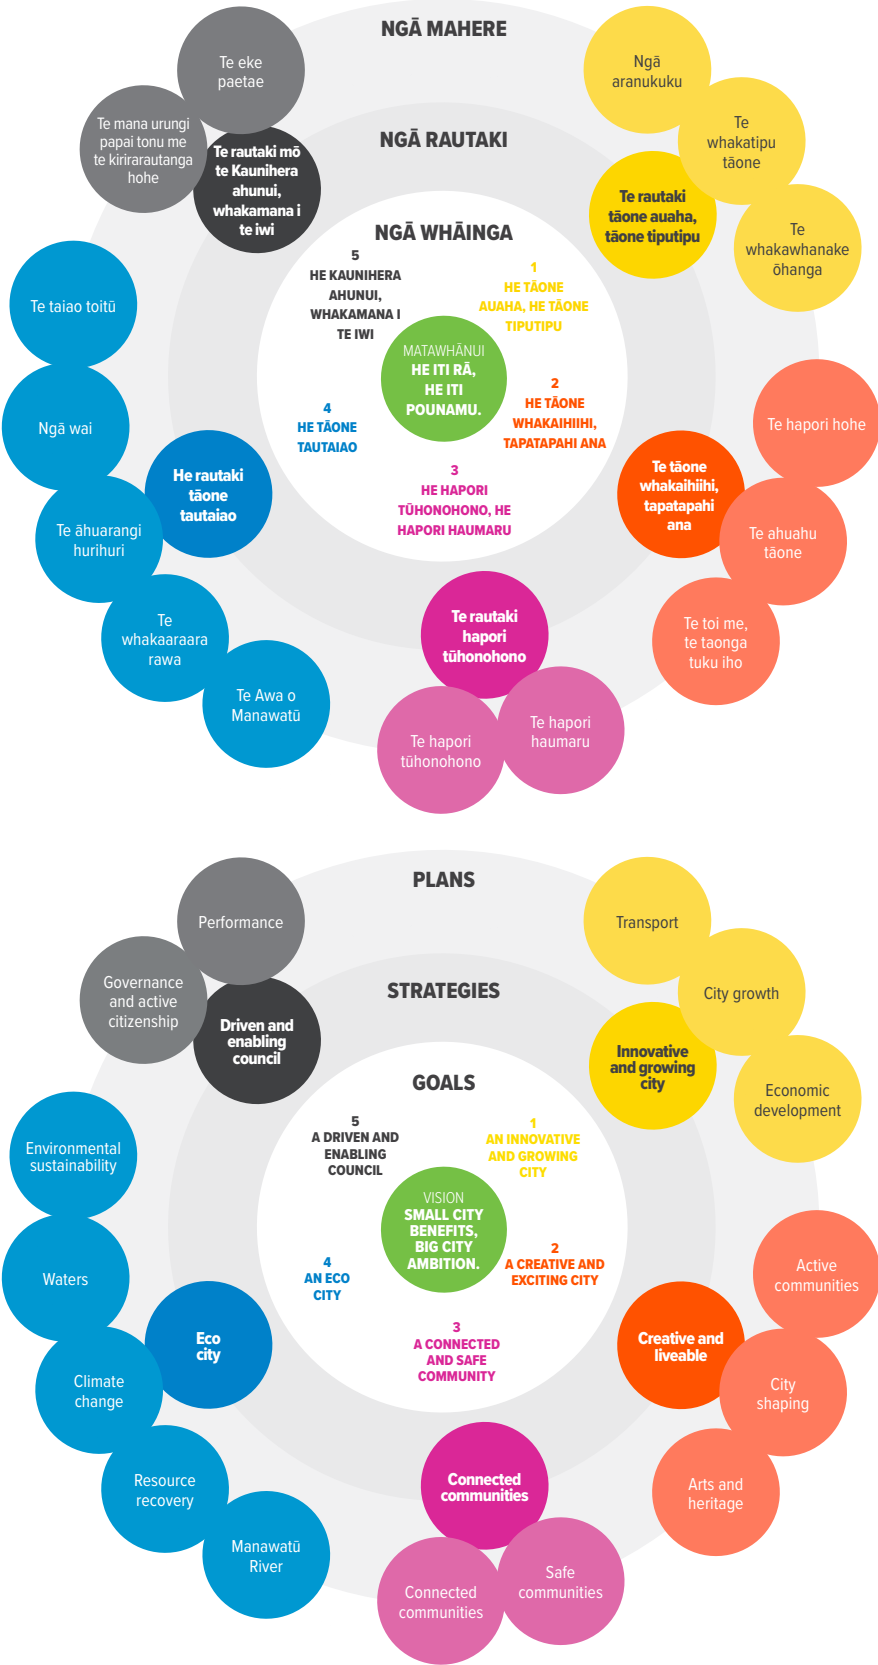 NGĀ MAHERE
NGĀ RAUTAKI
NGĀ WHĀINGA
MATAWHĀNUI
HE ITI RĀ,
HE ITI
POUNAMU.
1
HE TĀONE
AUAHA, HE TĀONE
TIPUTIPU
2
HE TĀONE
WHAKAIHIIHI,
TAPATAPAHI ANA
3
HE HAPORI
TŪHONOHONO, HE
HAPORI HAUMARU
4
HE TĀONE
TAUTAIAO
5
HE KAUNIHERA
AHUNUI,
WHAKAMANA I
TE IWI
Te rautaki
tāone auaha,
tāone tiputipu
Ngā
aranukuku
Te
whakatipu
tāone
Te
whakawhanake
ōhanga
Te tāone
whakaihiihi,
tapatapahi
ana
Te hapori hohe
Te ahuahu
tāone
Te toi me,
te taonga
tuku iho
Te rautaki
hapori
tūhonohono
Te hapori
haumaru
Te hapori
tūhonohono
He rautaki
tāone
tautaiao
Te Awa o
Manawatū
Te
whakaaraara
rawa
Te āhuarangi
hurihuri
Ngā wai
Te taiao toitū
Te rautaki mō
te Kaunihera
ahunui,
whakamana i
te iwi
Te mana urungi
papai tonu me
te kirirarautanga
hohe
Te eke
paetae
PLANS
STRATEGIES
GOALS
VISION
SMALL CITY
BENEFITS,
BIG CITY
AMBITION.
1
AN INNOVATIVE
AND GROWING
CITY
2
A CREATIVE AND
EXCITING CITY
3
A CONNECTED
AND SAFE
COMMUNITY
4
AN ECO
CITY
5
A DRIVEN AND
ENABLING
COUNCIL
Innovative
and growing
city
Transport
City growth
Economic
development
Creative and
liveable
Active
communities
City
shaping
Arts and
heritage
Connected
communities
Safe
communities
Connected
communities
Eco
city
Manawatū
River
Resource
recovery
Climate
change
Waters
Environmental
sustainability
Driven and
enabling
council
Governance
and active
citizenship
Performance